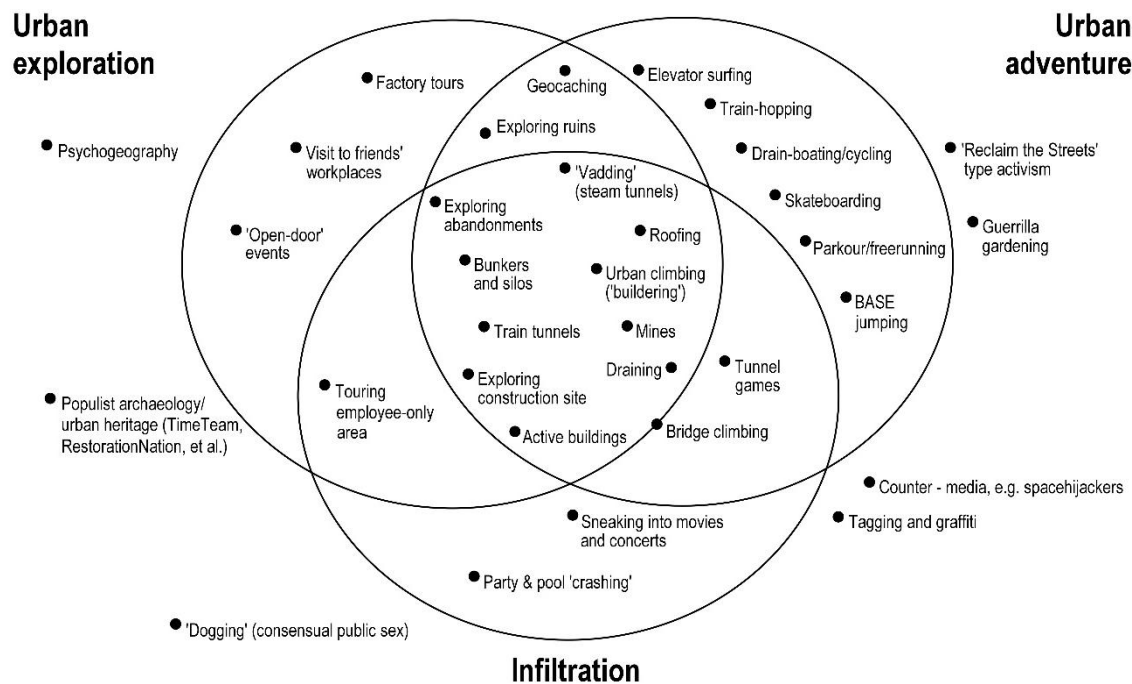 Urban
exploration
Urban
adventure
Factory tours
Geocaching
Elevator surfing
Train-hopping
Exploring ruins
Psychogeography
Visit to friends'
workplaces
Drain-boating/cycling
'Reclaim the Streets'
type activism
'Vadding'
(steam tunnels)
Skateboarding
Exploring
abandonments
Guerrilla
gardening
'Open-door'
events
Roofing
Parkour/freerunning
Bunkers
and silos
Urban climbing
('buildering')
BASE
jumping
Train tunnels
Mines
Tunnel
games
Draining
Exploring
construction site
Touring
employee-only
area
Populist archaeology/
urban heritage (TimeTeam,
RestorationNation, et al.)
Active buildings
Bridge climbing
Counter - media, e.g. spacehijackers
Tagging and graffiti
Sneaking into movies
and concerts
Party & pool 'crashing'
'Dogging' (consensual public sex)
Infiltration